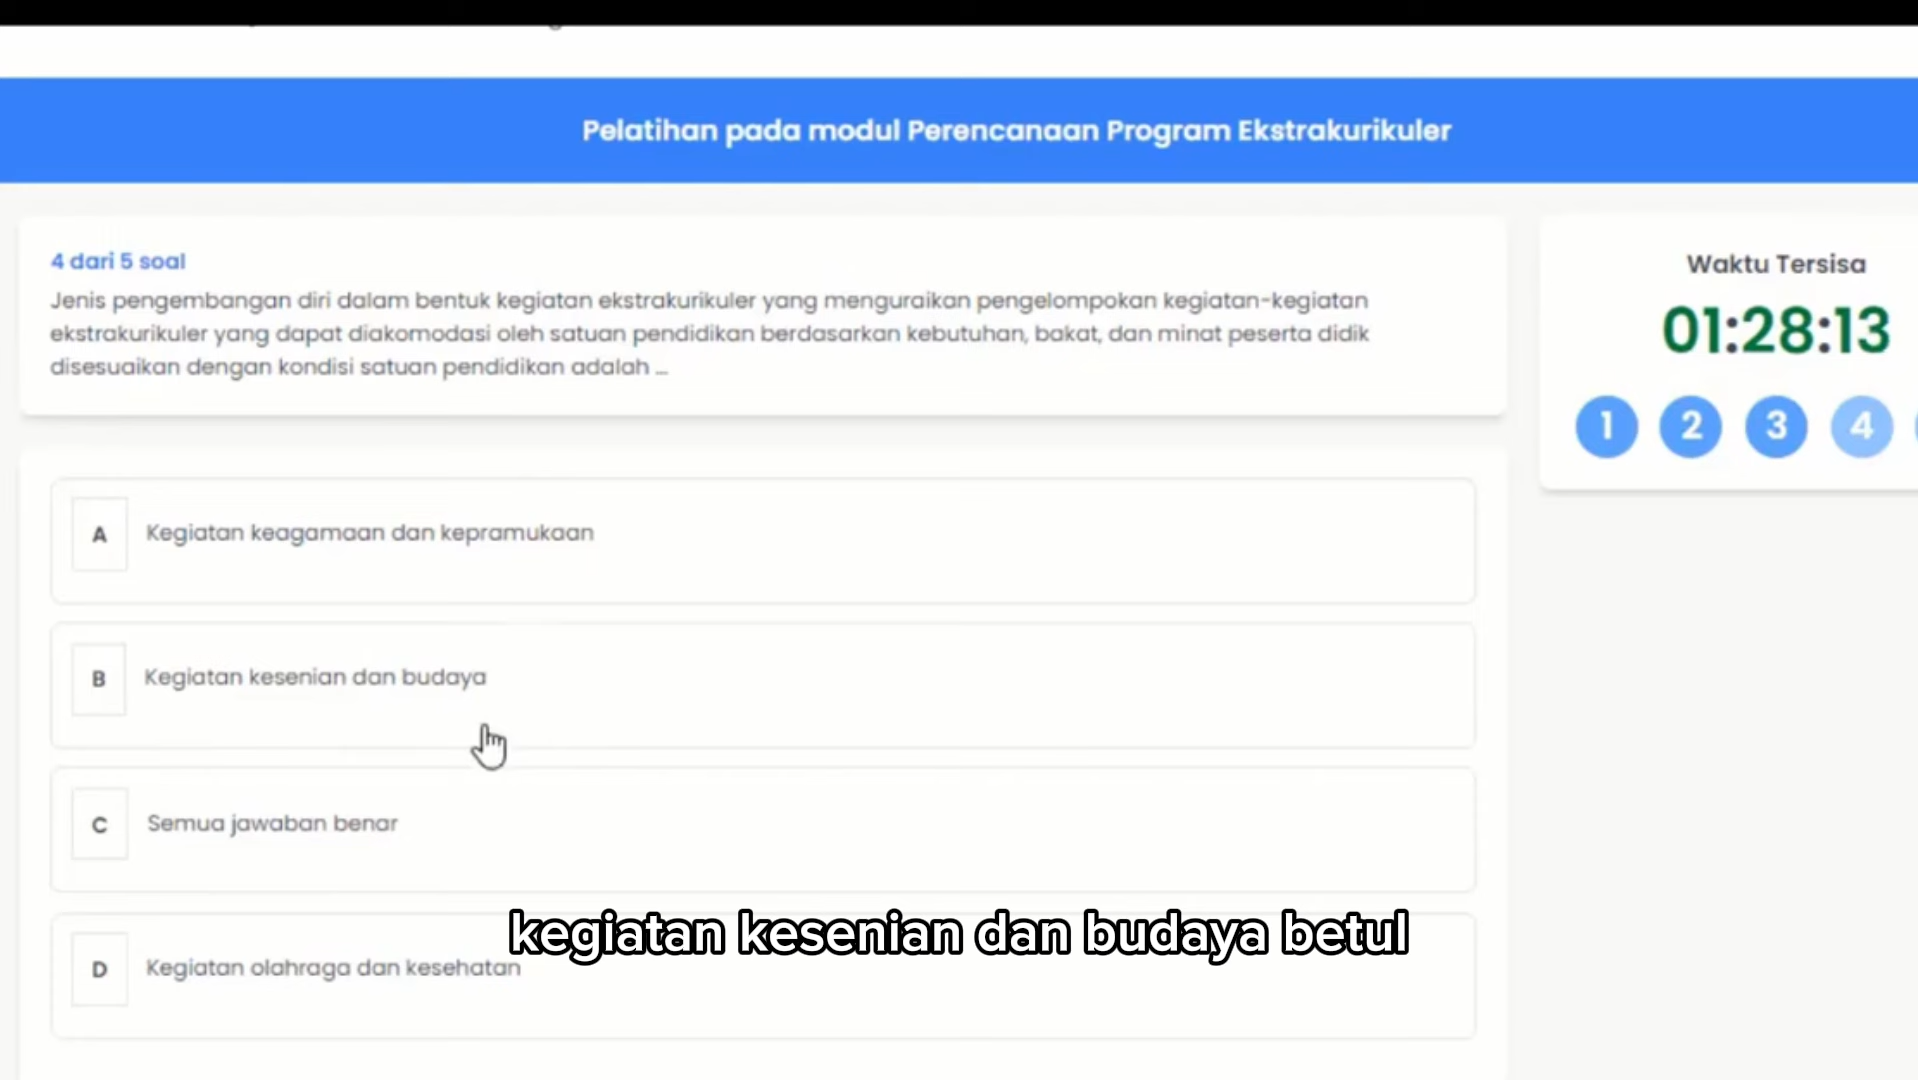 Pelatihan pada modul Perencanaan Program Ekstrakurikuler
4 dari 5 soal
Jenis pengembangan diri dalam bentuk kegiatan ekstrakurikuler yang menguraikan pengelompokan kegiatan-kegiatan
ekstrakurikuler yang dapat diakomodasi oleh satuan pendidikan berdasarkan kebutuhan, bakat, dan minat peserta didik
disesuaikan dengan kondisi satuan pendidikan adalah ...
Waktu Tersisa
01:28:13
1 2 3 4
A Kegiatan keagamaan dan kepramukaan
B Kegiatan kesenian dan budaya
C Semua jawaban benar
kegiatan kesenian dan budaya betul
D Kegiatan olahraga dan kesehatan